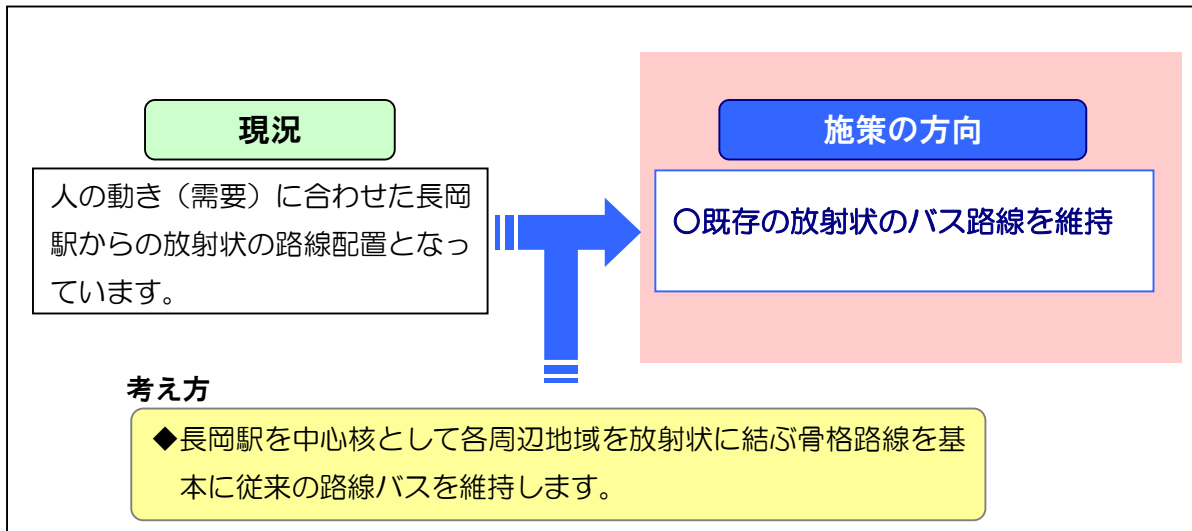 現況
人の動き（需要）に合わせた長岡
駅からの放射状の路線配置となっ
ています。
施策の方向
〇既存の放射状のバス路線を維持
考え方
◆長岡駅を中心核として各周辺地域を放射状に結ぶ骨格路線を基
本に従来の路線バスを維持します。